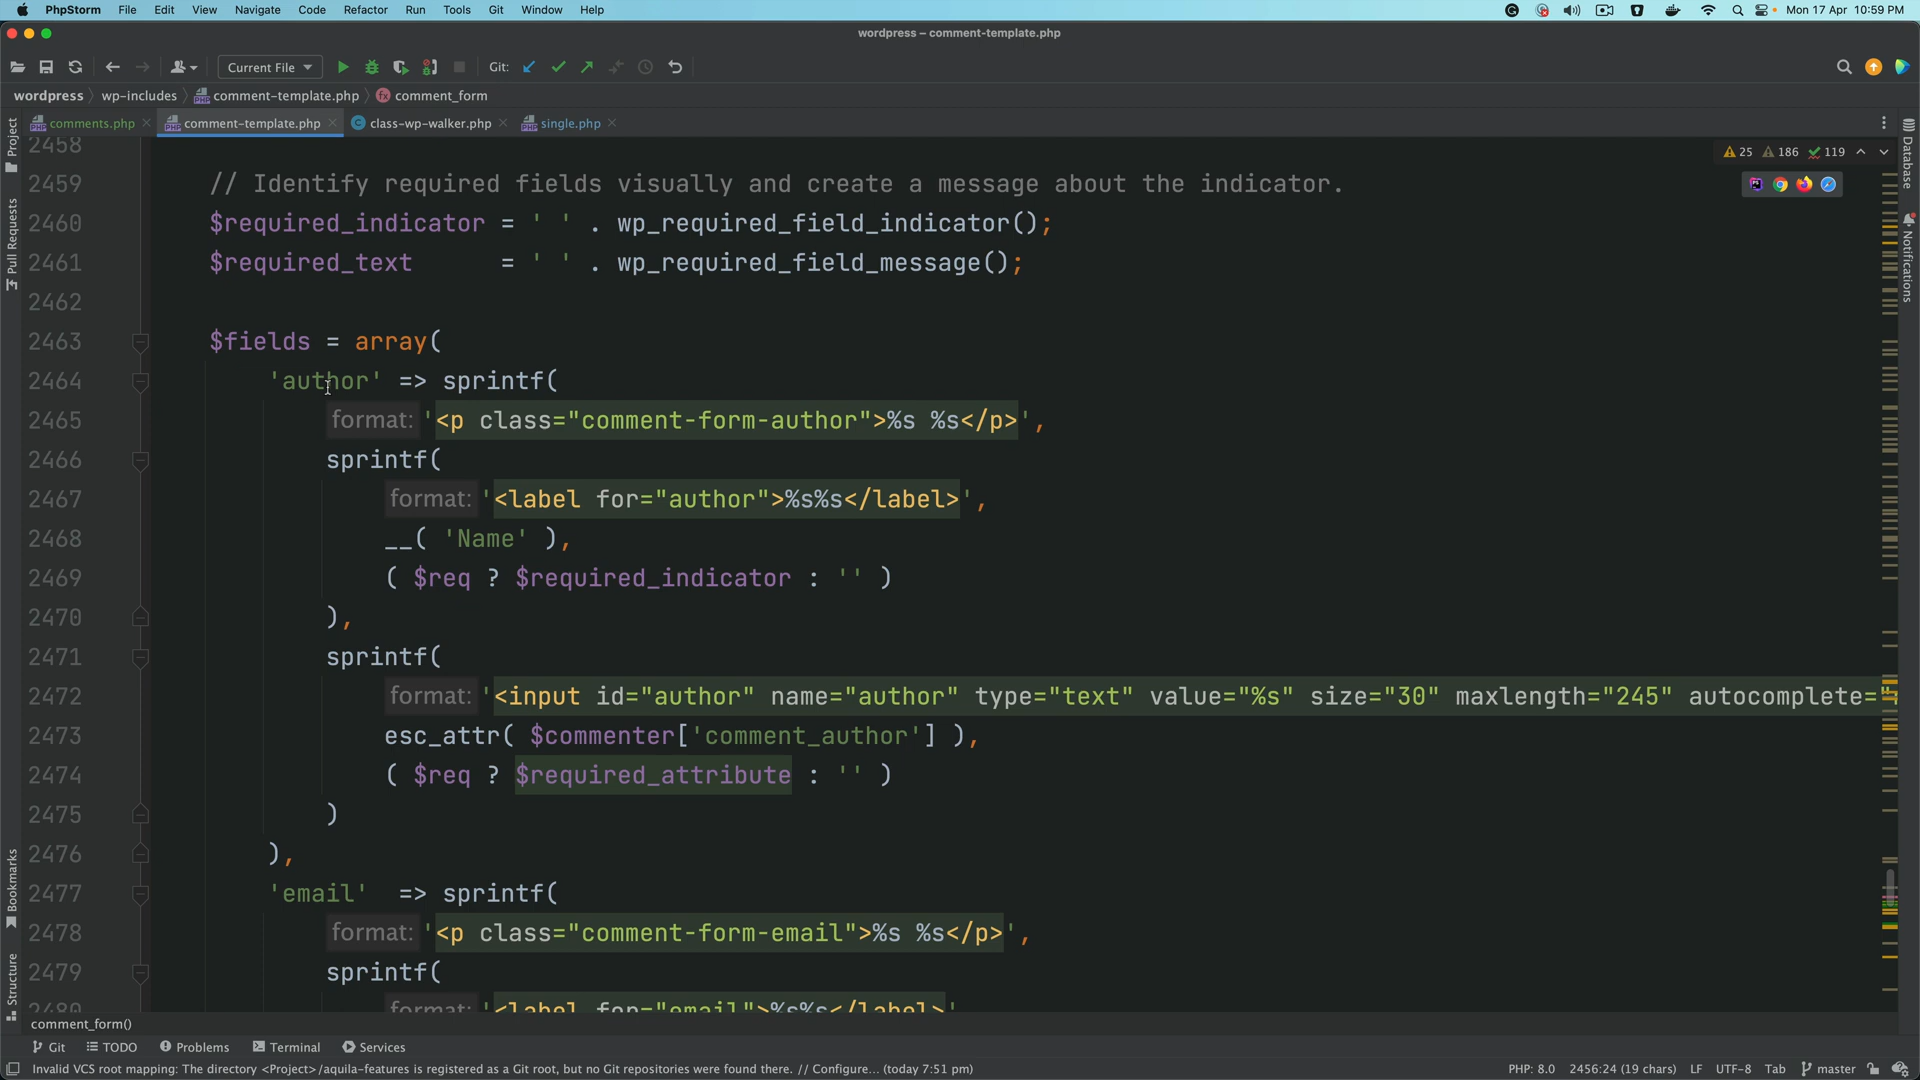 PhpStorm File Edit View Navigate Code Refactor Run Tools Git Window Help Mon 17 Apr 10:59 PM
wordpress – comment-template.php
Current File Git:
wordpress wp-includes comment-template.php comment_form
comments.php comment-template.php class-wp-walker.php single.php
25 186 119
Project
Pull Requests
Bookmarks
Structure
Database
Notifications
2458
2459 // Identify required fields visually and create a message about the indicator.
2460 $required_indicator = ' ' . wp_required_field_indicator();
2461 $required_text = ' ' . wp_required_field_message();
2462
2463 $fields = array(
2464 'author' => sprintf(
2465 format: '<p class="comment-form-author">%s %s</p>',
2466 sprintf(
2467 format: '<label for="author">%s%s</label>',
2468 __( 'Name' ),
2469 ( $req ? $required_indicator : '' )
2470 ),
2471 sprintf(
2472 format: '<input id="author" name="author" type="text" value="%s" size="30" maxlength="245" autocomplete="
2473 esc_attr( $commenter['comment_author'] ),
2474 ( $req ? $required_attribute : '' )
2475 )
2476 ),
2477 'email' => sprintf(
2478 format: '<p class="comment-form-email">%s %s</p>',
2479 sprintf(
2480 format: '<label for="email">%s%s</label>'
comment_form()
Git TODO Problems Terminal Services
Invalid VCS root mapping: The directory <Project>/aquila-features is registered as a Git root, but no Git repositories were found there. // Configure... (today 7:51 pm) PHP: 8.0 2456:24 (19 chars) LF UTF-8 Tab master